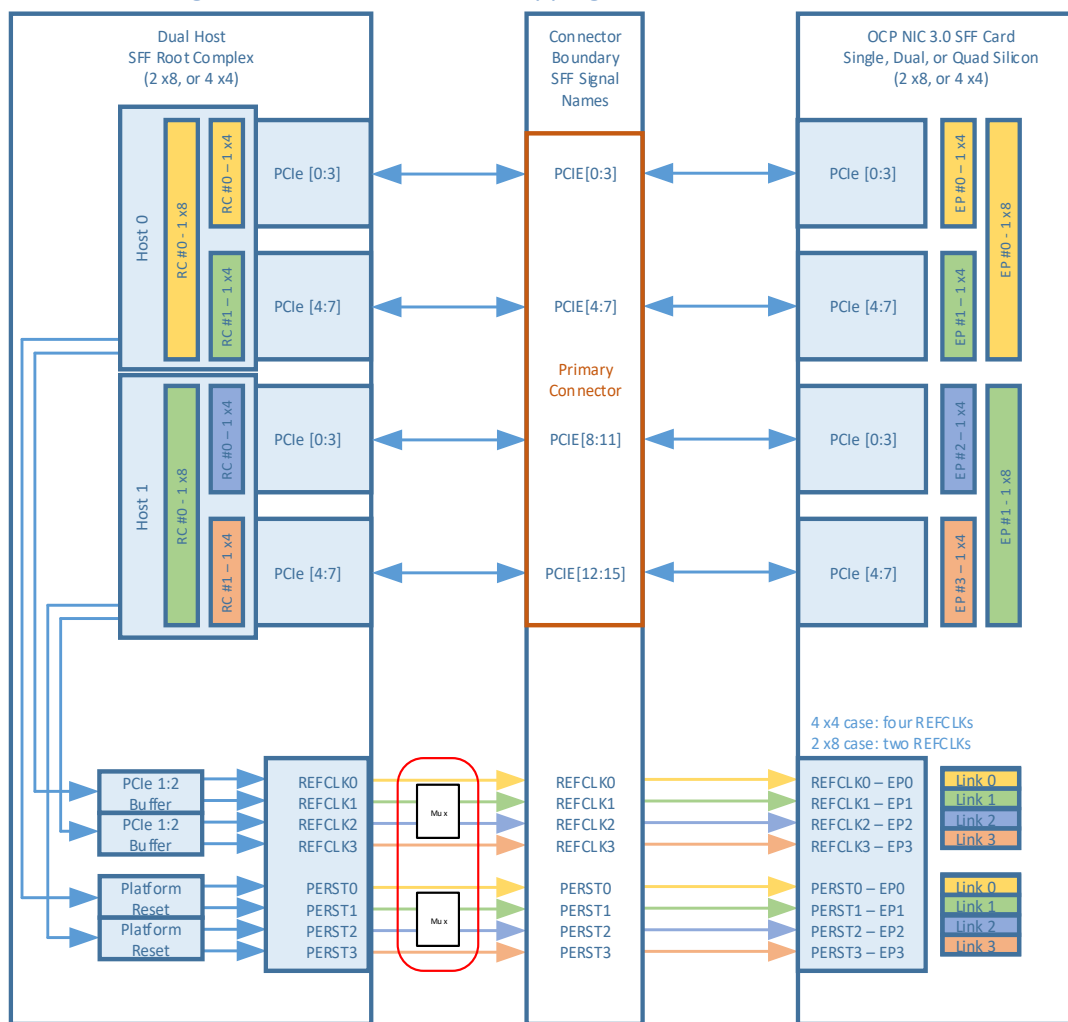 Dual Host
SFF Root Complex
(2 x8, or 4 x4)
Connector
Boundary
SFF Signal
Names
OCP NIC 3.0 SFF Card
Single, Dual, or Quad Silicon
(2 x8, or 4 x4)
Host 0
RC #0 - 1 x8
RC #0 – 1 x4
RC #1 – 1 x4
PCIe [0:3]
PCIe [4:7]
Host 1
RC #0 - 1 x8
RC #0 – 1 x4
RC #1 – 1 x4
PCIe [0:3]
PCIe [4:7]
PCIE[0:3]
PCIE[4:7]
Primary
Connector
PCIE[8:11]
PCIE[12:15]
PCIe [0:3]
PCIe [4:7]
PCIe [0:3]
PCIe [4:7]
EP #0 – 1 x4
EP #1 – 1 x4
EP #0 - 1 x8
EP #2 – 1 x4
EP #3 – 1 x4
EP #1 - 1 x8
4 x4 case: four REFCLKs
2 x8 case: two REFCLKs
PCIe 1:2
Buffer
PCIe 1:2
Buffer
Platform
Reset
Platform
Reset
REFCLK0
REFCLK1
REFCLK2
REFCLK3
PERST0
PERST1
PERST2
PERST3
Mux
Mux
REFCLK0
REFCLK1
REFCLK2
REFCLK3
PERST0
PERST1
PERST2
PERST3
REFCLK0 – EP0
REFCLK1 – EP1
REFCLK2 – EP2
REFCLK3 – EP3
PERST0 – EP0
PERST1 – EP1
PERST2 – EP2
PERST3 – EP3
Link 0
Link 1
Link 2
Link 3
Link 0
Link 1
Link 2
Link 3